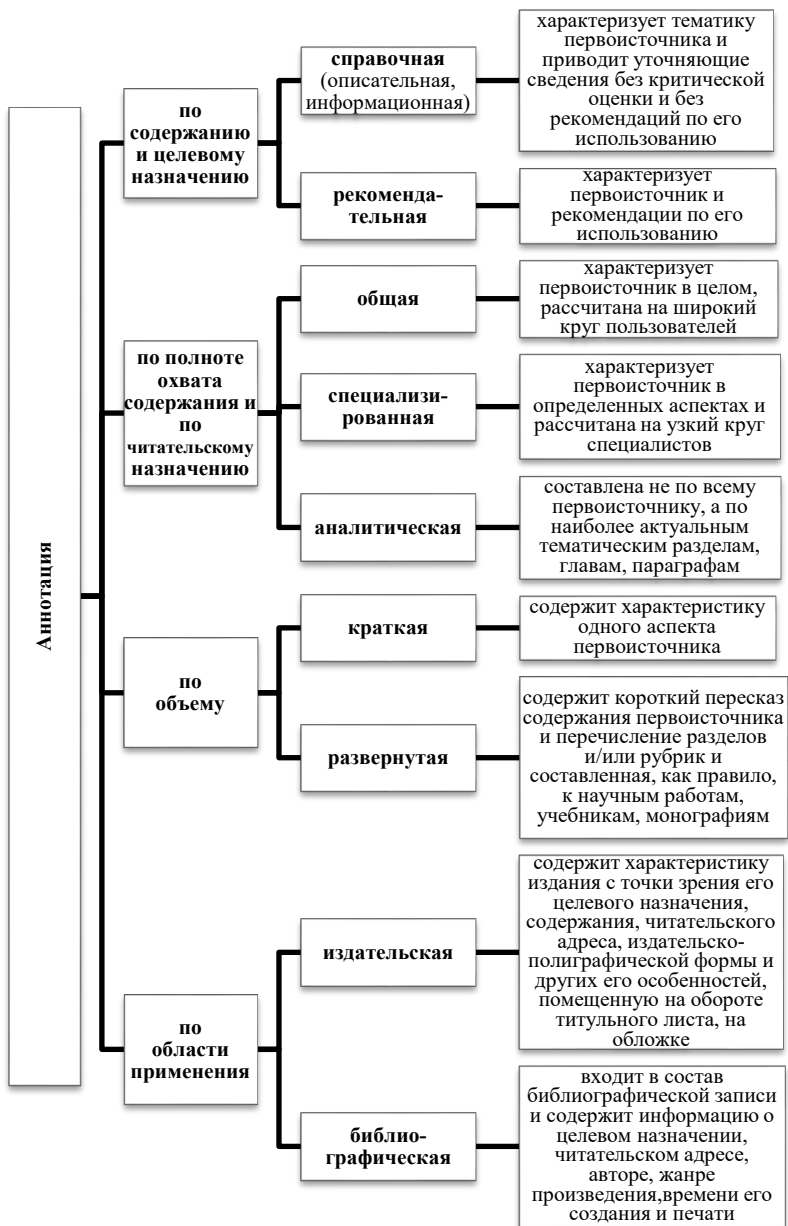 Аннотация
по
содержанию
и целевому
назначению
справочная
(описательная,
информационная)
характеризует тематику
первоисточника и
приводит уточняющие
сведения без критической
оценки и без
рекомендаций по его
использованию
рекоменда-
тельная
характеризует
первоисточник и
рекомендации по его
использованию
по полноте
охвата
содержания и
по
читательскому
назначению
общая
характеризует
первоисточник в целом,
рассчитана на широкий
круг пользователей
специализи-
рованная
характеризует
первоисточник в
определенных аспектах и
рассчитана на узкий круг
специалистов
аналитическая
составлена не по всему
первоисточнику, а по
наиболее актуальным
тематическим разделам,
главам, параграфам
по
объему
краткая
содержит характеристику
одного аспекта
первоисточника
развернутая
содержит короткий пересказ
содержания первоисточника
и перечисление разделов
и/или рубрик и
составленная, как правило,
к научным работам,
учебникам, монографиям
по
области
применения
издательская
содержит характеристику
издания с точки зрения его
целевого назначения,
содержания, читательского
адреса, издательско-
полиграфической формы и
других его особенностей,
помещенную на обороте
титульного листа, на
обложке
библио-
графическая
входит в состав
библиографической записи
и содержит информацию о
целевом назначении,
читательском адресе,
авторе, жанре
произведения,времени его
создания и печати